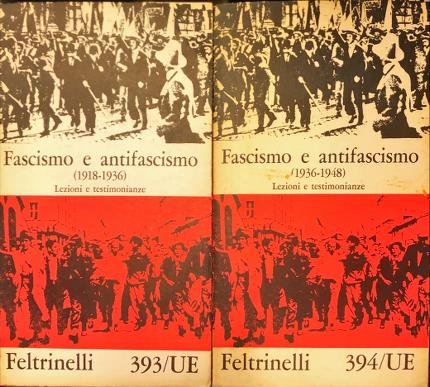 Fascismo e antifascismo
(1918-1936)
Lezioni e testimonianze
Feltrinelli 393/UE
Fascismo e antifascismo
(1936-1948)
Lezioni e testimonianze
Feltrinelli 394/UE